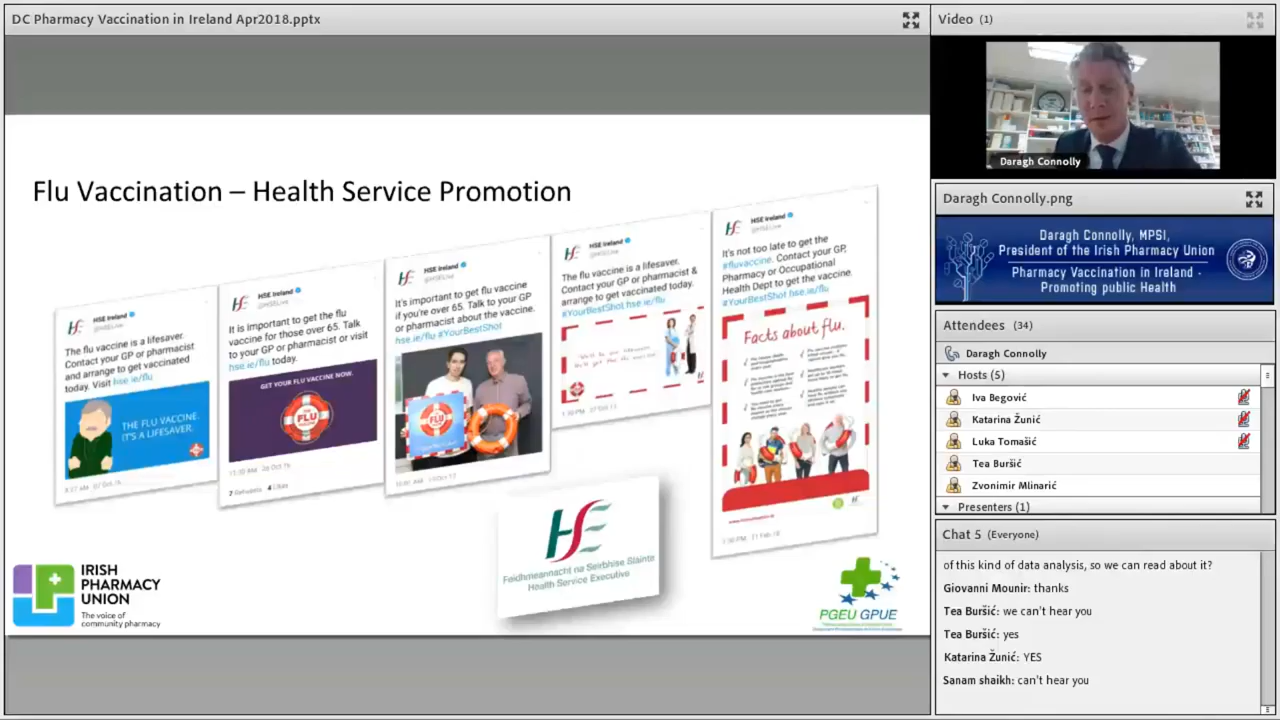 DC Pharmacy Vaccination in Ireland Apr2018.pptx
Flu Vaccination – Health Service Promotion
HSE Ireland
@HSELive
The flu vaccine is a lifesaver.
Contact your GP or pharmacist
and arrange to get vaccinated
today. Visit hse.ie/flu
THE FLU VACCINE.
IT'S A LIFESAVER.
HSE Ireland
@HSELive
It is important to get the flu
vaccine for those over 65. Talk
to your GP or pharmacist or visit
hse.ie/flu today.
GET YOUR FLU VACCINE NOW.
FLU
7 Retweets 4 Likes
HSE Ireland
@HSELive
It's important to get flu vaccine
if you're over 65. Talk to your GP
or pharmacist about the vaccine.
hse.ie/flu #YourBestShot
FLU
HSE Ireland
@HSELive
The flu vaccine is a lifesaver.
Contact your GP or pharmacist &
arrange to get vaccinated today.
#YourBestShot hse.ie/flu
HSE Ireland
@HSELive
It's not too late to get the
#fluvaccine. Contact your GP,
Pharmacy or Occupational
Health Dept to get the vaccine.
#YourBestShot hse.ie/flu
Facts about flu.
HE
Feidhmeannacht na Seirbhíse Sláinte
Health Service Executive
IRISH
PHARMACY
UNION
The voice of
community pharmacy
PGEU GPUE
Video (1)
Daragh Connolly
Daragh Connolly.png
Daragh Connolly, MPSI,
President of the Irish Pharmacy Union
Pharmacy Vaccination in Ireland -
Promoting public Health
Attendees (34)
Daragh Connolly
Hosts (5)
Iva Begović
Katarina Žunić
Luka Tomašić
Tea Buršić
Zvonimir Mlinarić
Presenters (1)
Chat 5 (Everyone)
of this kind of data analysis, so we can read about it?
Giovanni Mounir: thanks
Tea Buršić: we can't hear you
Tea Buršić: yes
Katarina Žunić: YES
Sanam shaikh: can't hear you